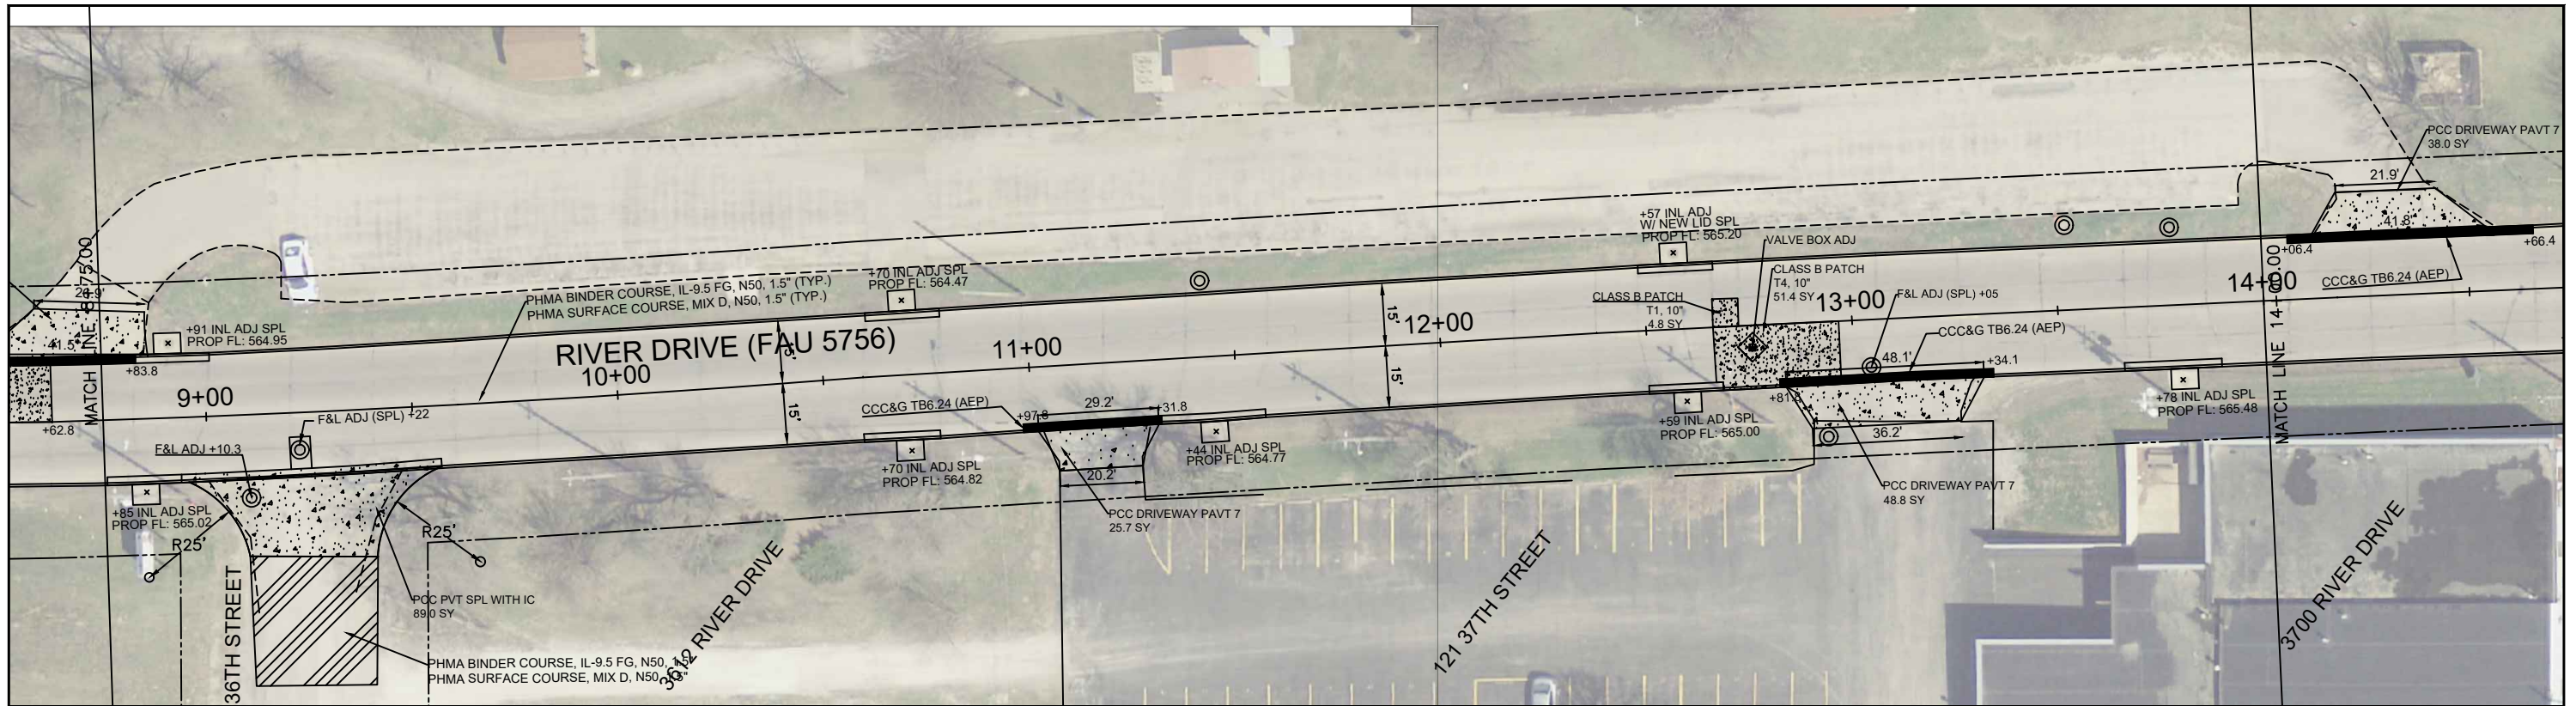 MATCH LINE 8+75.00
41.5'
+83.8
+62.8
+91 INL ADJ SPL
PROP FL: 564.95
9+00
F&L ADJ (SPL) +22
F&L ADJ +10.3
+85 INL ADJ SPL
PROP FL: 565.02
R25'
R25'
36TH STREET
PCC PVT SPL WITH IC
89.0 SY
PHMA BINDER COURSE, IL-9.5 FG, N50, 1.5"
PHMA SURFACE COURSE, MIX D, N50, 1.5"
3612 RIVER DRIVE
PHMA BINDER COURSE, IL-9.5 FG, N50, 1.5" (TYP.)
PHMA SURFACE COURSE, MIX D, N50, 1.5" (TYP.)
RIVER DRIVE (FAU 5756)
10+00
15'
15'
+70 INL ADJ SPL
PROP FL: 564.47
+70 INL ADJ SPL
PROP FL: 564.82
11+00
CCC&G TB6.24 (AEP)
+97.8
29.2'
+31.8
20.2'
+44 INL ADJ SPL
PROP FL: 564.77
PCC DRIVEWAY PAVT 7
25.7 SY
15'
15'
12+00
121 37TH STREET
+57 INL ADJ
W/ NEW LID SPL
PROP FL: 565.20
VALVE BOX ADJ
CLASS B PATCH
T4, 10"
51.4 SY
CLASS B PATCH
T1, 10"
4.8 SY
13+00
F&L ADJ (SPL) +05
CCC&G TB6.24 (AEP)
48.1'
+34.1
36.2'
+59 INL ADJ SPL
PROP FL: 565.00
PCC DRIVEWAY PAVT 7
48.8 SY
+78 INL ADJ SPL
PROP FL: 565.48
14+00
MATCH LINE 14+00.00
+06.4
+66.4
21.9'
41.8'
CCC&G TB6.24 (AEP)
PCC DRIVEWAY PAVT 7
38.0 SY
3700 RIVER DRIVE